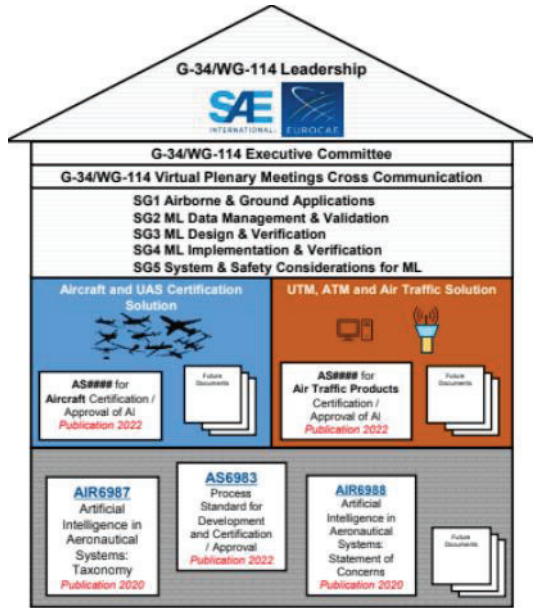 G-34/WG-114 Leadership
SAE
INTERNATIONAL®
EUROCAE
G-34/WG-114 Executive Committee
G-34/WG-114 Virtual Plenary Meetings Cross Communication
SG1 Airborne & Ground Applications
SG2 ML Data Management & Validation
SG3 ML Design & Verification
SG4 ML Implementation & Verification
SG5 System & Safety Considerations for ML
Aircraft and UAS Certification
Solution
AS#### for
Aircraft Certification /
Approval of AI
Publication 2022
Future
Documents
UTM, ATM and Air Traffic Solution
AS#### for
Air Traffic Products
Certification /
Approval of AI
Publication 2022
Future
Documents
AIR6987
Artificial
Intelligence in
Aeronautical
Systems:
Taxonomy
Publication 2020
AS6983
Process
Standard for
Development
and Certification
/ Approval
Publication 2022
AIR6988
Artificial
Intelligence in
Aeronautical
Systems:
Statement of
Concerns
Publication 2020
Future
Documents